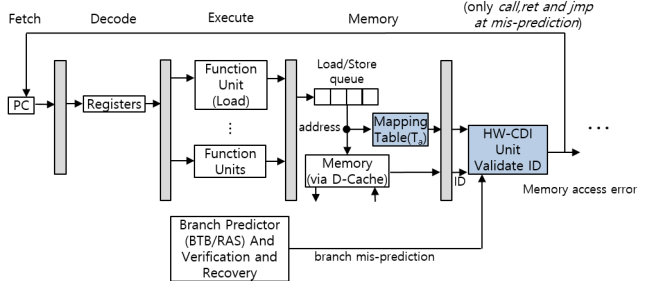 Fetch
Decode
Execute
Memory
(only call,ret and jmp
at mis-prediction)
PC
Registers
Function
Unit
(Load)
⋮
Function
Units
Load/Store
queue
address
Mapping
Table(Ta)
Memory
(via D-Cache)
ID
HW-CDI
Unit
Validate ID
...
Memory access error
Branch Predictor
(BTB/RAS) And
Verification and
Recovery
branch mis-prediction